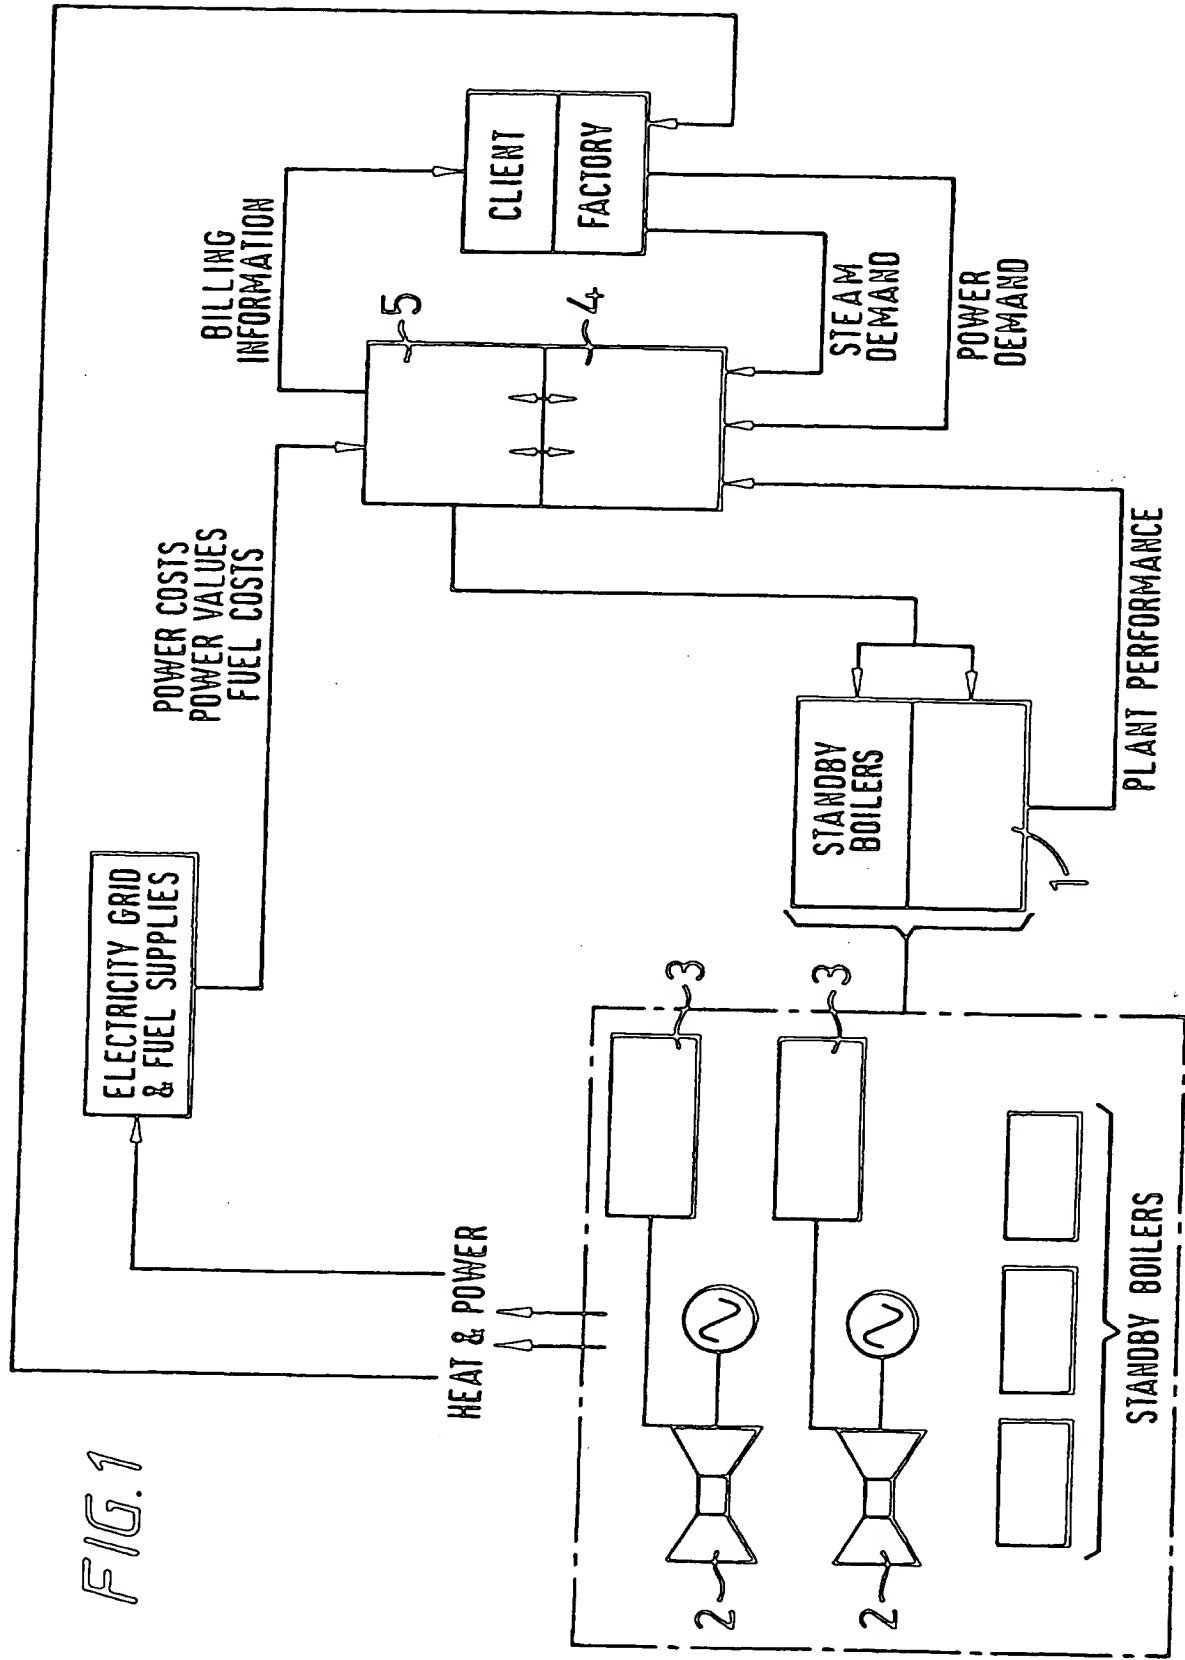 FIG.1
ELECTRICITY GRID
& FUEL SUPPLIES
POWER COSTS
POWER VALUES
FUEL COSTS
BILLING
INFORMATION
CLIENT
FACTORY
5
4
STEAM
DEMAND
POWER
DEMAND
HEAT & POWER
STANDBY
BOILERS
1
PLANT PERFORMANCE
3
3
2
2
STANDBY BOILERS